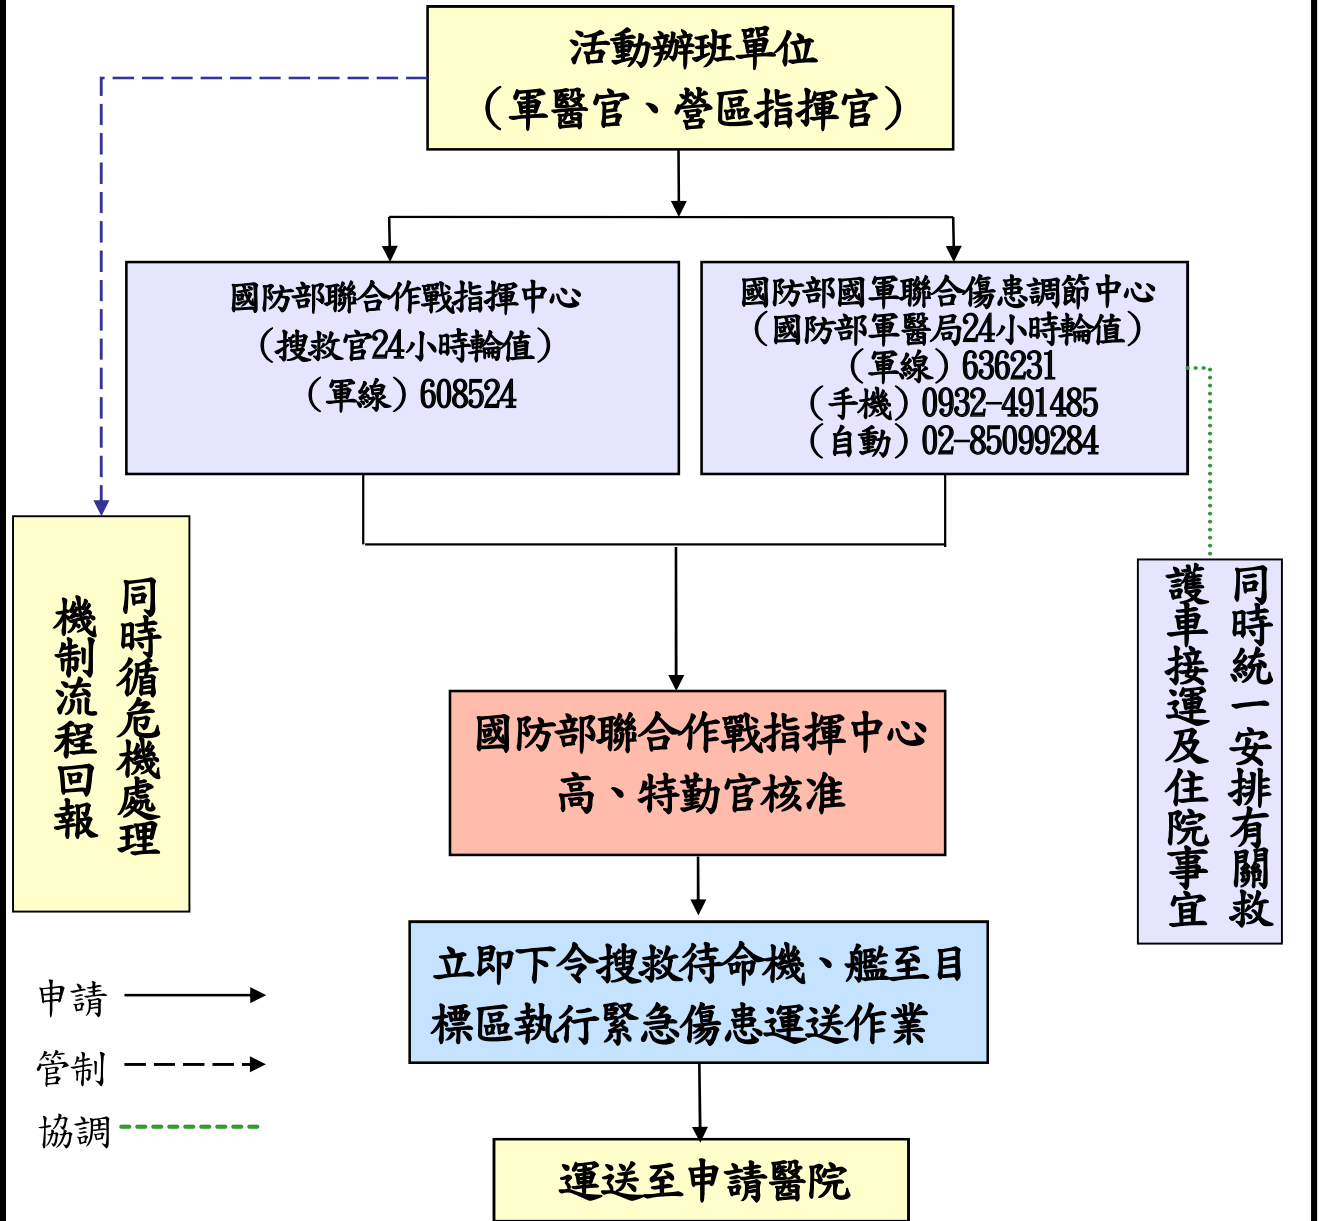 活動辦班單位
（軍醫官、營區指揮官）
國防部聯合作戰指揮中心
（搜救官24小時輪值）
（軍線）608524
國防部國軍聯合傷患調節中心
（國防部軍醫局24小時輪值）
（軍線）636231
（手機）0932-491485
（自動）02-85099284
同時循危機處理
機制流程回報
同時統一安排有關救
護車接運及住院事宜
國防部聯合作戰指揮中心
高、特勤官核准
立即下令搜救待命機、艦至目
標區執行緊急傷患運送作業
運送至申請醫院
申請
管制
協調